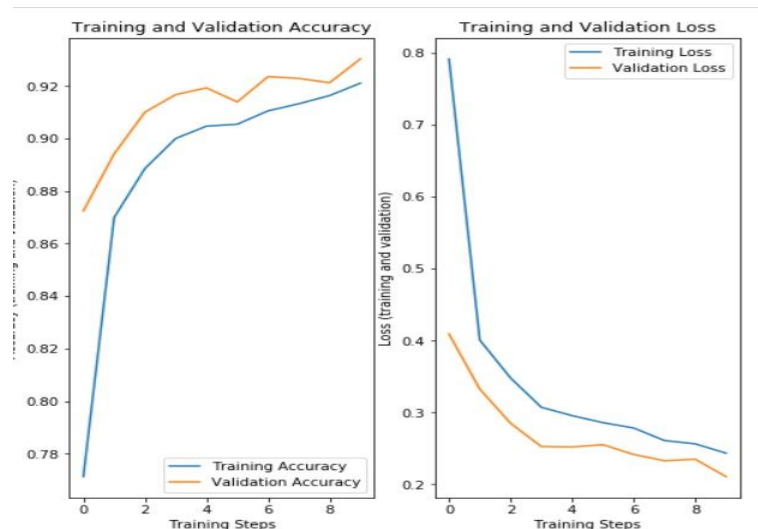 Training and Validation Accuracy
0.92
0.90
0.88
0.86
0.84
0.82
0.80
0.78
Training Accuracy
Validation Accuracy
0 2 4 6 8
Training Steps
Training and Validation Loss
Loss (training and validation)
0.8
0.7
0.6
0.5
0.4
0.3
0.2
Training Loss
Validation Loss
0 2 4 6 8
Training Steps